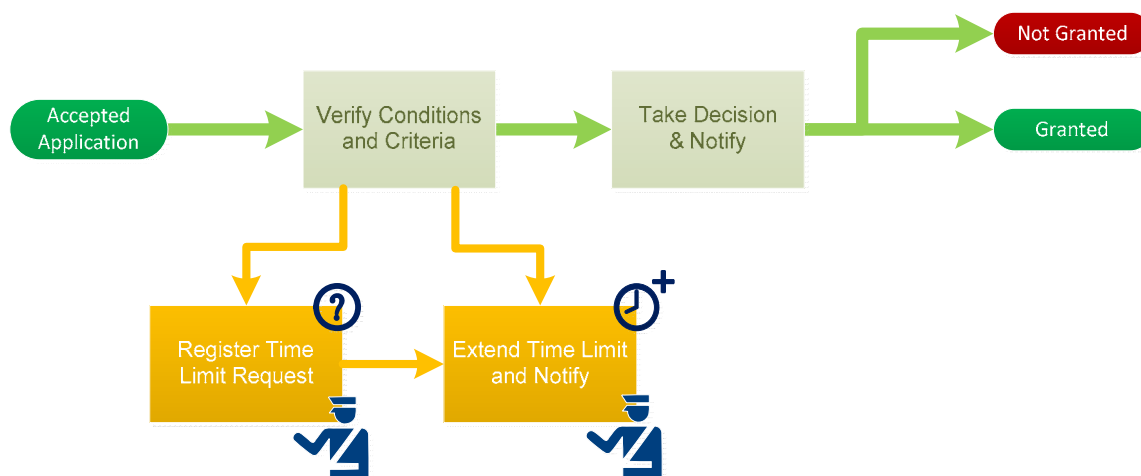 Not Granted
Accepted
Application
Verify Conditions
and Criteria
Take Decision
& Notify
Granted
?
Register Time
Limit Request
Extend Time Limit
and Notify